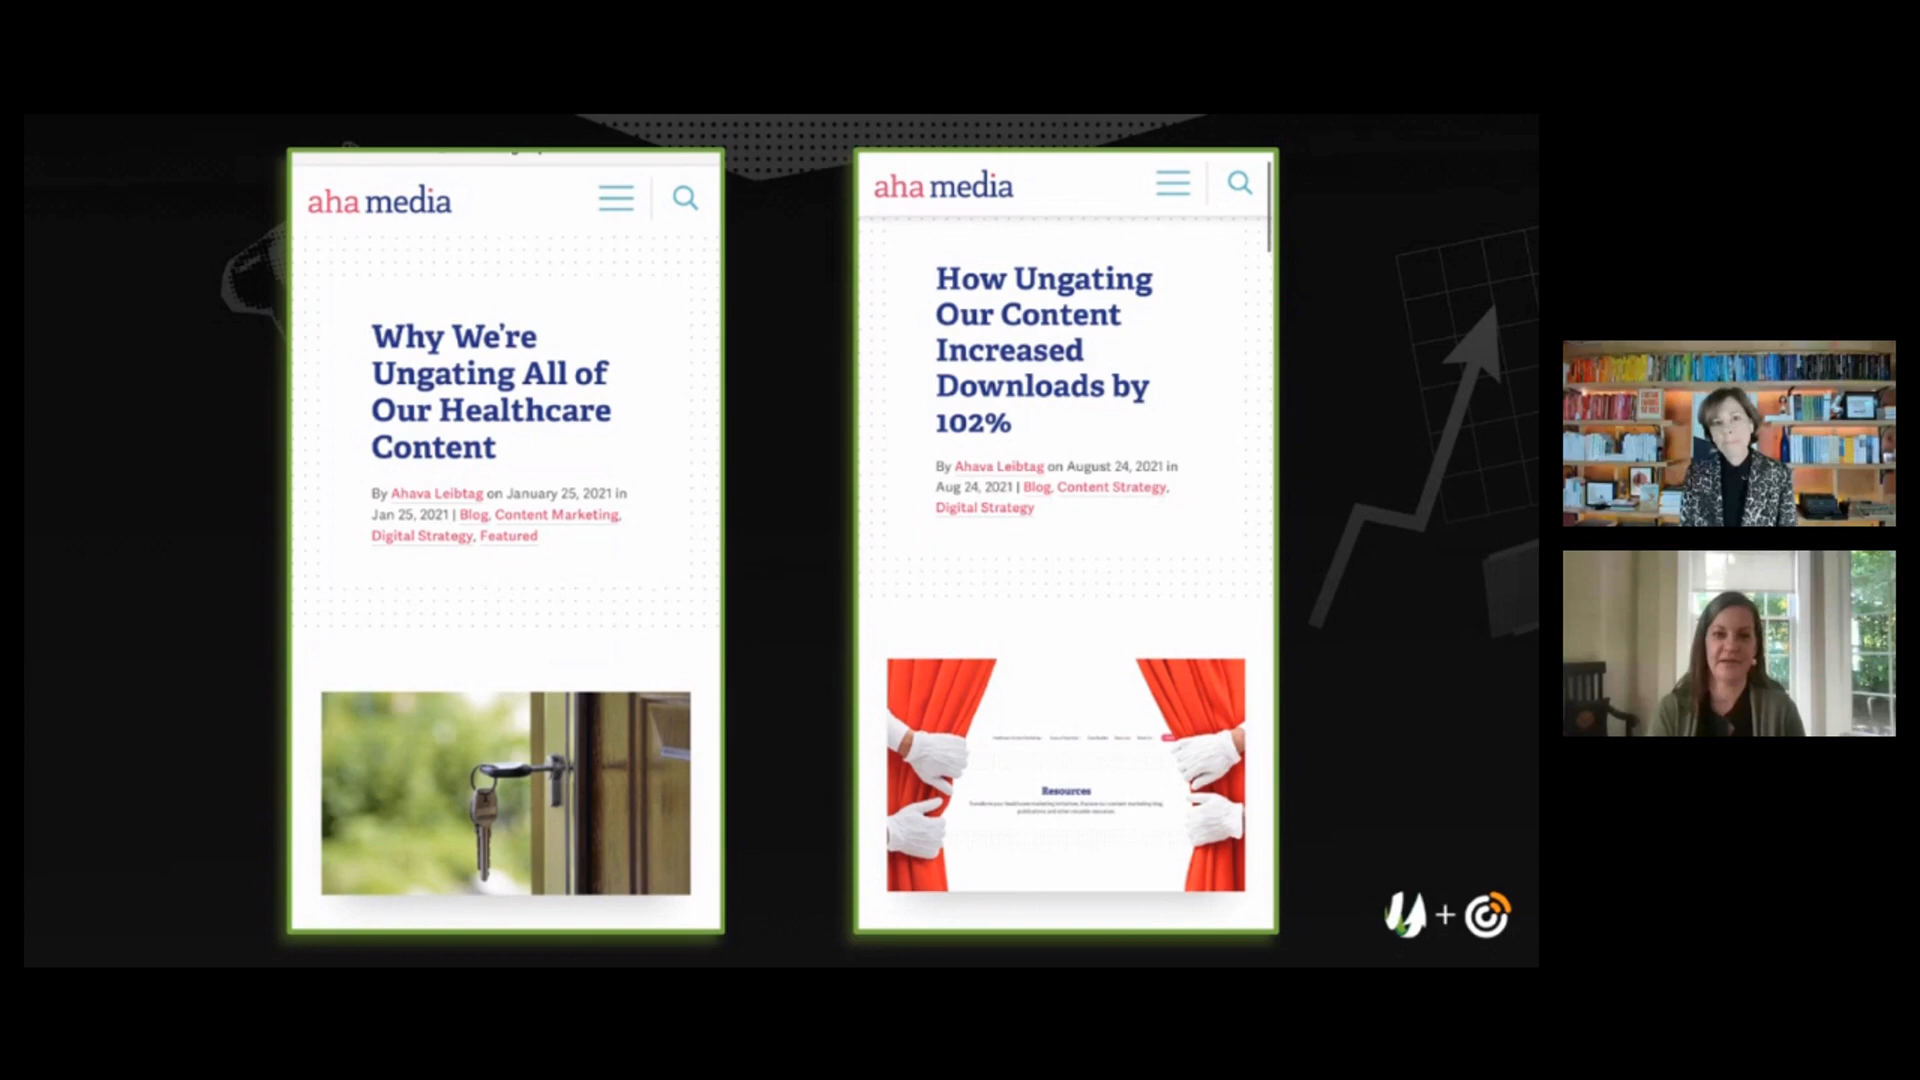 aha media
Why We're
Ungating All of
Our Healthcare
Content
By Ahava Leibtag on January 25, 2021 in
Jan 25, 2021 | Blog, Content Marketing,
Digital Strategy, Featured
aha media
How Ungating
Our Content
Increased
Downloads by
102%
By Ahava Leibtag on August 24, 2021 in
Aug 24, 2021 | Blog, Content Strategy,
Digital Strategy
Resources
+